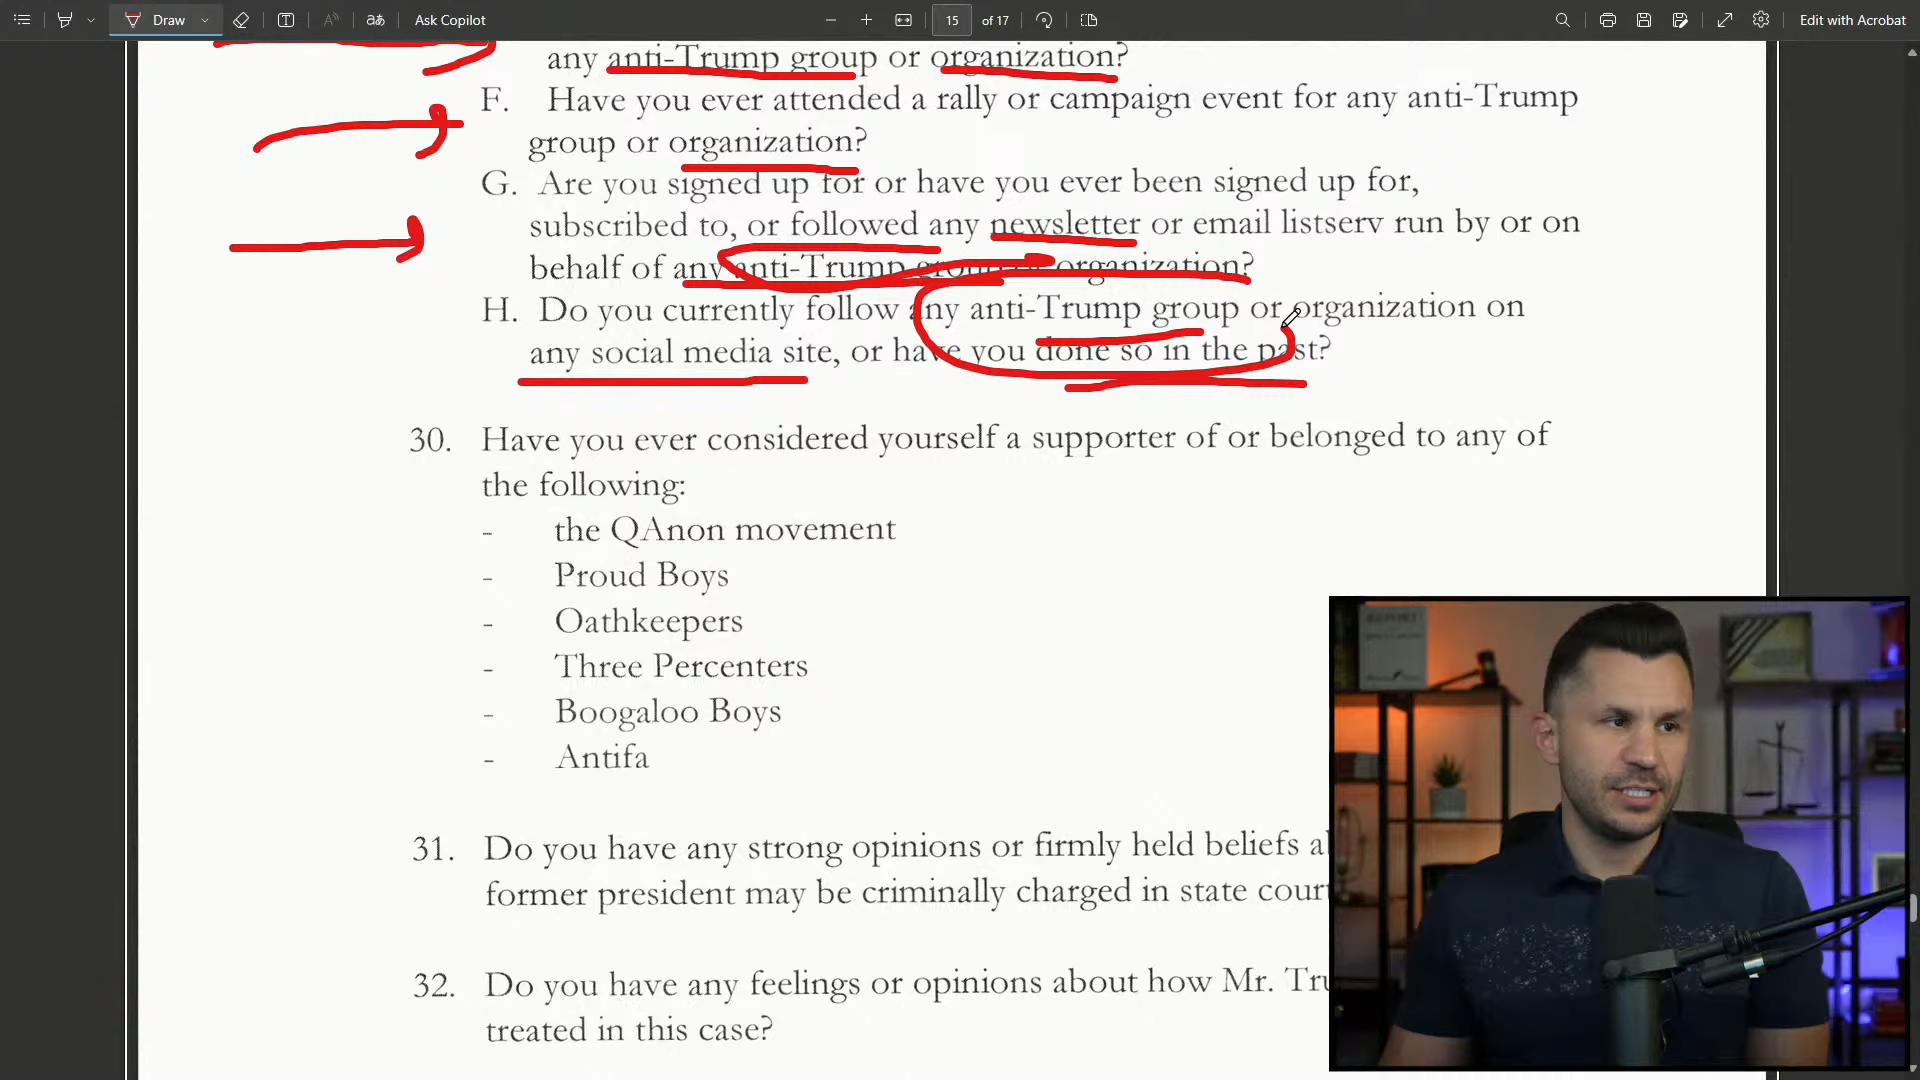 Draw
aあ
Ask Copilot
15 of 17
Edit with Acrobat
any anti-Trump group or organization?
F. Have you ever attended a rally or campaign event for any anti-Trump
group or organization?
G. Are you signed up for or have you ever been signed up for,
subscribed to, or followed any newsletter or email listserv run by or on
behalf of any anti-Trump group or organization?
H. Do you currently follow any anti-Trump group or organization on
any social media site, or have you done so in the past?
30. Have you ever considered yourself a supporter of or belonged to any of
the following:
- the QAnon movement
- Proud Boys
- Oathkeepers
- Three Percenters
- Boogaloo Boys
- Antifa
31. Do you have any strong opinions or firmly held beliefs
former president may be criminally charged in state court
32. Do you have any feelings or opinions about how Mr.
treated in this case?